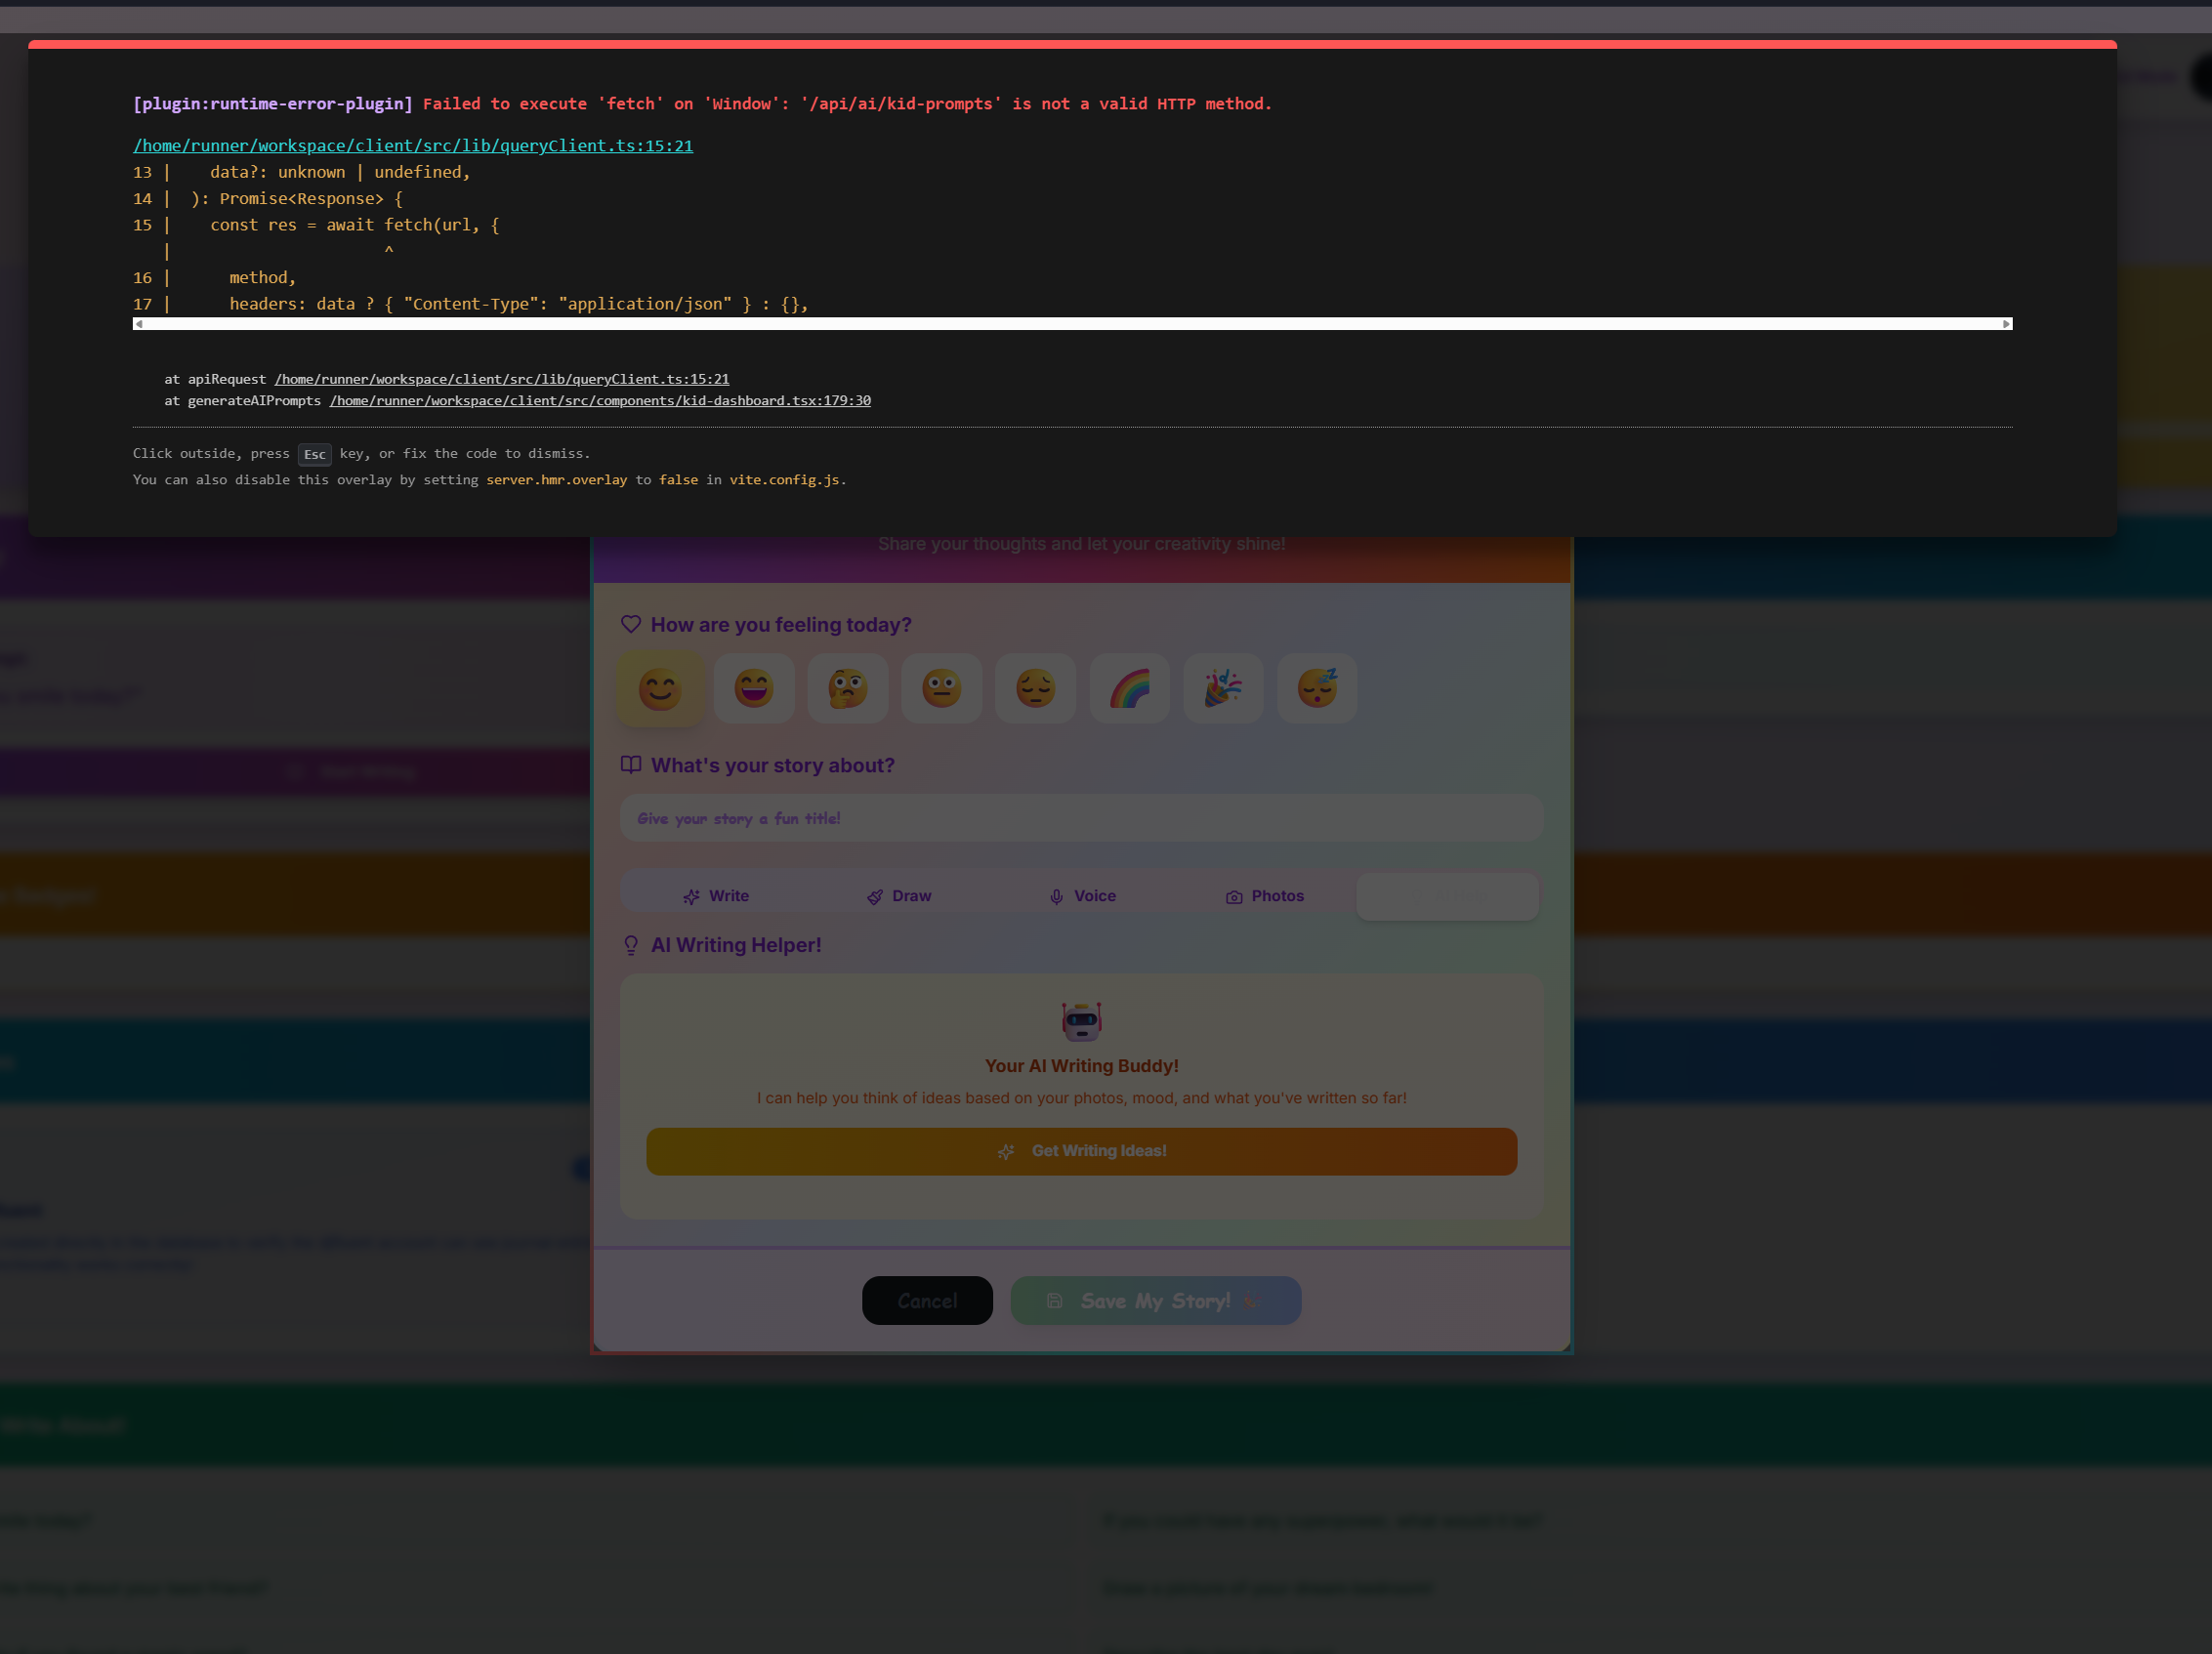 [plugin:runtime-error-plugin] Failed to execute 'fetch' on 'Window': '/api/ai/kid-prompts' is not a valid HTTP method.
/home/runner/workspace/client/src/lib/queryClient.ts:15:21
13 |    data?: unknown | undefined,
14 |  ): Promise<Response> {
15 |    const res = await fetch(url, {
   |                      ^
16 |      method,
17 |      headers: data ? { "Content-Type": "application/json" } : {},
at apiRequest /home/runner/workspace/client/src/lib/queryClient.ts:15:21
at generateAIPrompts /home/runner/workspace/client/src/components/kid-dashboard.tsx:179:30
Click outside, press Esc key, or fix the code to dismiss.
You can also disable this overlay by setting server.hmr.overlay to false in vite.config.js.
Share your thoughts and let your creativity shine!
How are you feeling today?
What's your story about?
Give your story a fun title!
Write Draw Voice Photos
AI Writing Helper!
Your AI Writing Buddy!
I can help you think of ideas based on your photos, mood, and what you've written so far!
Get Writing Ideas!
Cancel Save My Story! 🎉